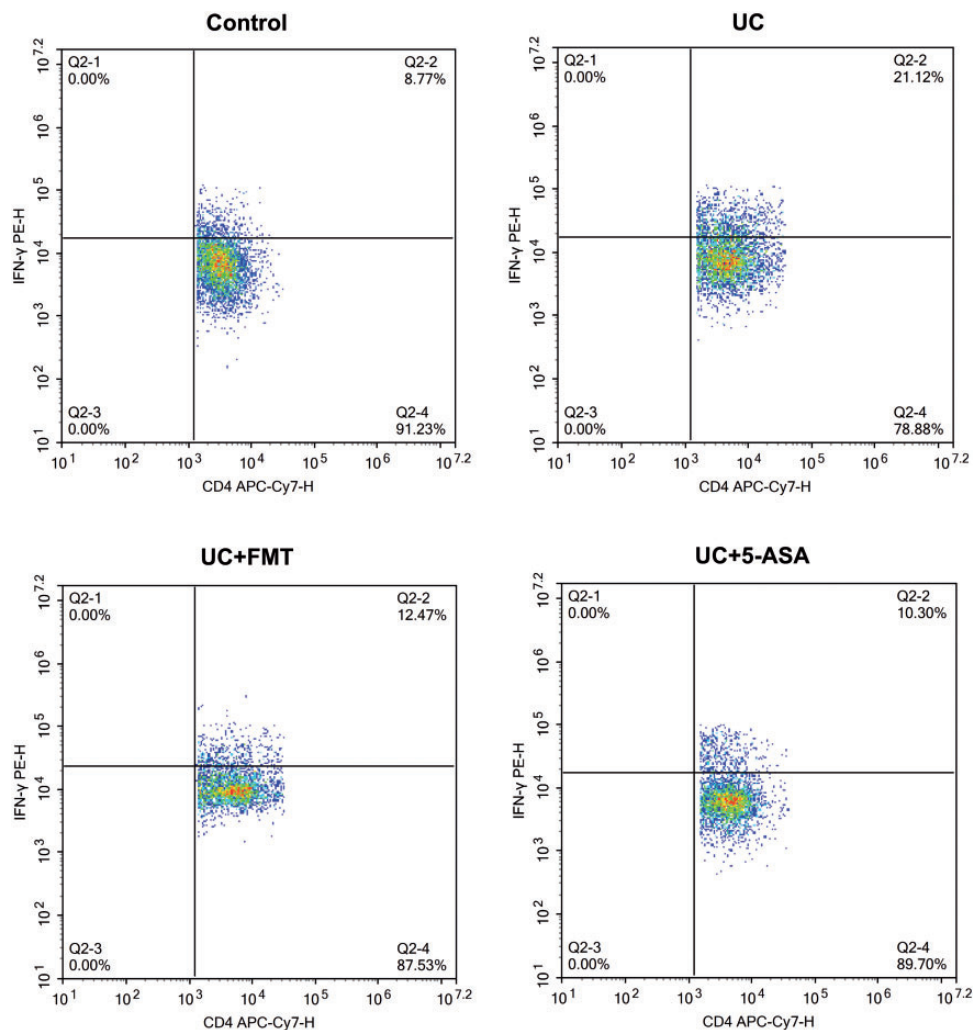 Control
10^7.2
10^6
10^5
10^4
10^3
10^2
10^1
IFN-γ PE-H
Q2-1
0.00%
Q2-2
8.77%
Q2-3
0.00%
Q2-4
91.23%
10^1 10^2 10^3 10^4 10^5 10^6 10^7.2
CD4 APC-Cy7-H
UC
10^7.2
10^6
10^5
10^4
10^3
10^2
10^1
IFN-γ PE-H
Q2-1
0.00%
Q2-2
21.12%
Q2-3
0.00%
Q2-4
78.88%
10^1 10^2 10^3 10^4 10^5 10^6 10^7.2
CD4 APC-Cy7-H
UC+FMT
10^7.2
10^6
10^5
10^4
10^3
10^2
10^1
IFN-γ PE-H
Q2-1
0.00%
Q2-2
12.47%
Q2-3
0.00%
Q2-4
87.53%
10^1 10^2 10^3 10^4 10^5 10^6 10^7.2
CD4 APC-Cy7-H
UC+5-ASA
10^7.2
10^6
10^5
10^4
10^3
10^2
10^1
IFN-γ PE-H
Q2-1
0.00%
Q2-2
10.30%
Q2-3
0.00%
Q2-4
89.70%
10^1 10^2 10^3 10^4 10^5 10^6 10^7.2
CD4 APC-Cy7-H